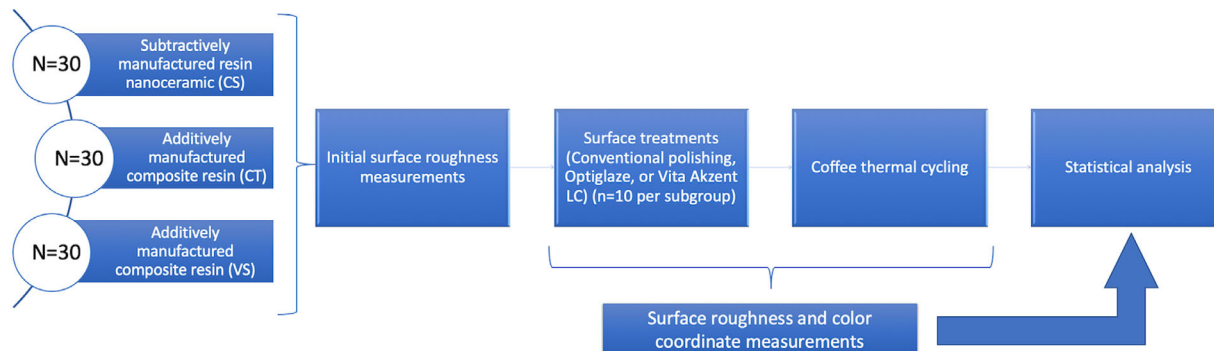 N=30
Subtractively
manufactured resin
nanoceramic (CS)
N=30
Additively
manufactured
composite resin (CT)
N=30
Additively
manufactured
composite resin (VS)
Initial surface roughness
measurements
Surface treatments
(Conventional polishing,
Optiglaze, or Vita Akzent
LC) (n=10 per subgroup)
Coffee thermal cycling
Statistical analysis
Surface roughness and color
coordinate measurements